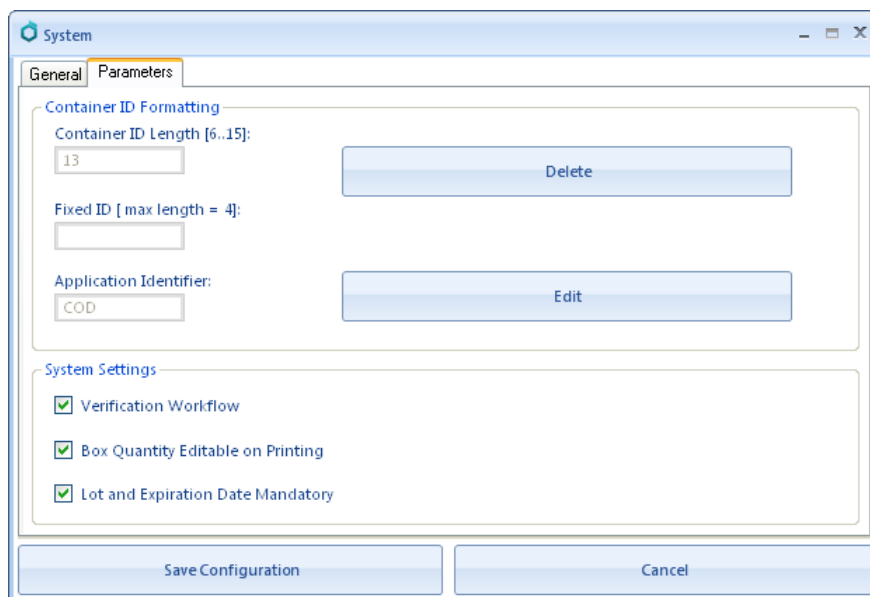 System
General Parameters
Container ID Formatting
Container ID Length [6..15]:
13
Delete
Fixed ID [ max length = 4]:
Application Identifier:
COD
Edit
System Settings
Verification Workflow
Box Quantity Editable on Printing
Lot and Expiration Date Mandatory
Save Configuration Cancel